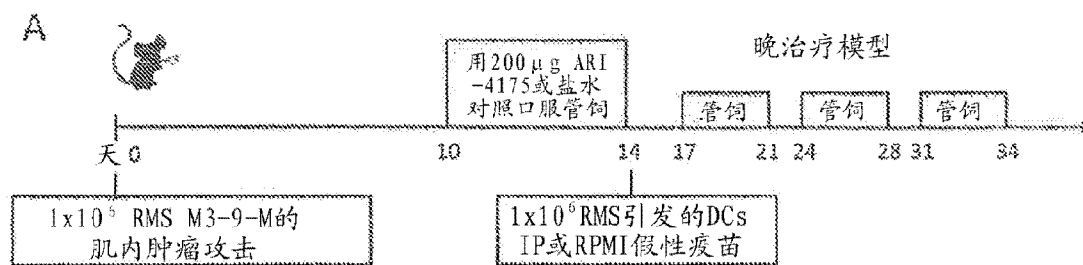 A
用200μg ARI
-4175或盐水
对照口服管饲
晚治疗模型
管饲 管饲 管饲
天 0 10 14 17 21 24 28 31 34
1x10⁶ RMS M3-9-M的
肌内肿瘤攻击
1x10⁶RMS引发的DCs
IP或RPMI假性疫苗